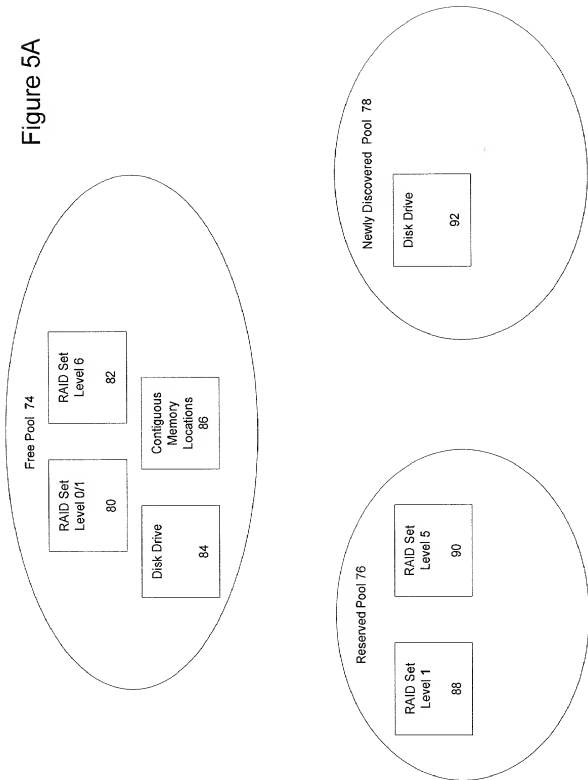 Figure 5A
Free Pool 74
RAID Set
Level 0/1
80
RAID Set
Level 6
82
Disk Drive
84
Contiguous
Memory
Locations
86
Reserved Pool 76
RAID Set
Level 1
88
RAID Set
Level 5
90
Newly Discovered Pool 78
Disk Drive
92